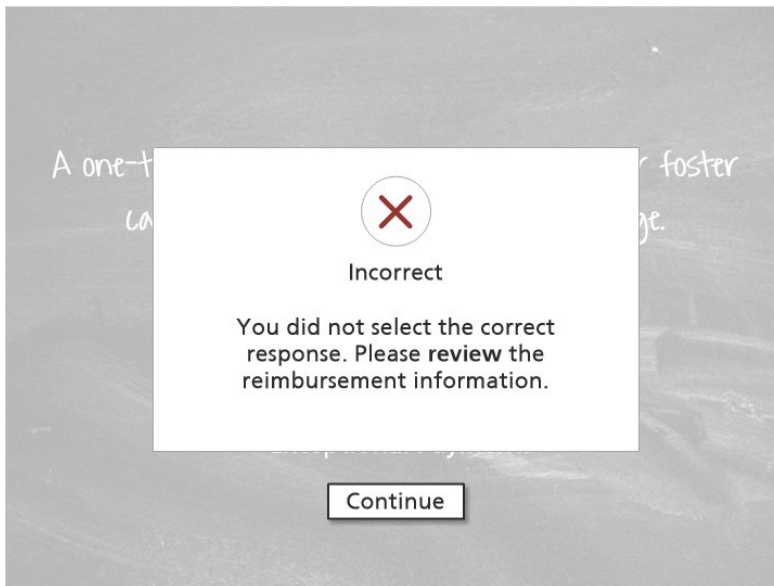 A one-t
r foster
ca
ge.
Incorrect
You did not select the correct
response. Please review the
reimbursement information.
Continue